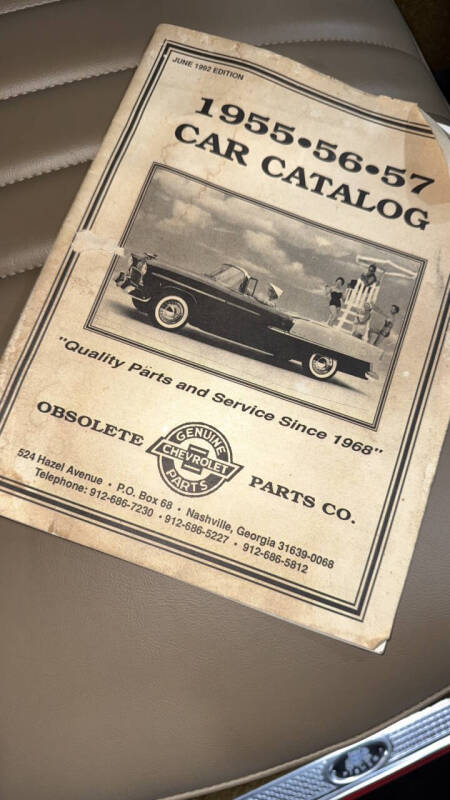 JUNE 1992 EDITION
1955•56•57
CAR CATALOG
"Quality Parts and Service Since 1968"
OBSOLETE
GENUINE
CHEVROLET
PARTS
PARTS CO.
524 Hazel Avenue • P.O. Box 68 • Nashville, Georgia 31639-0068
Telephone: 912-686-7230 • 912-686-5227 • 912-686-5812